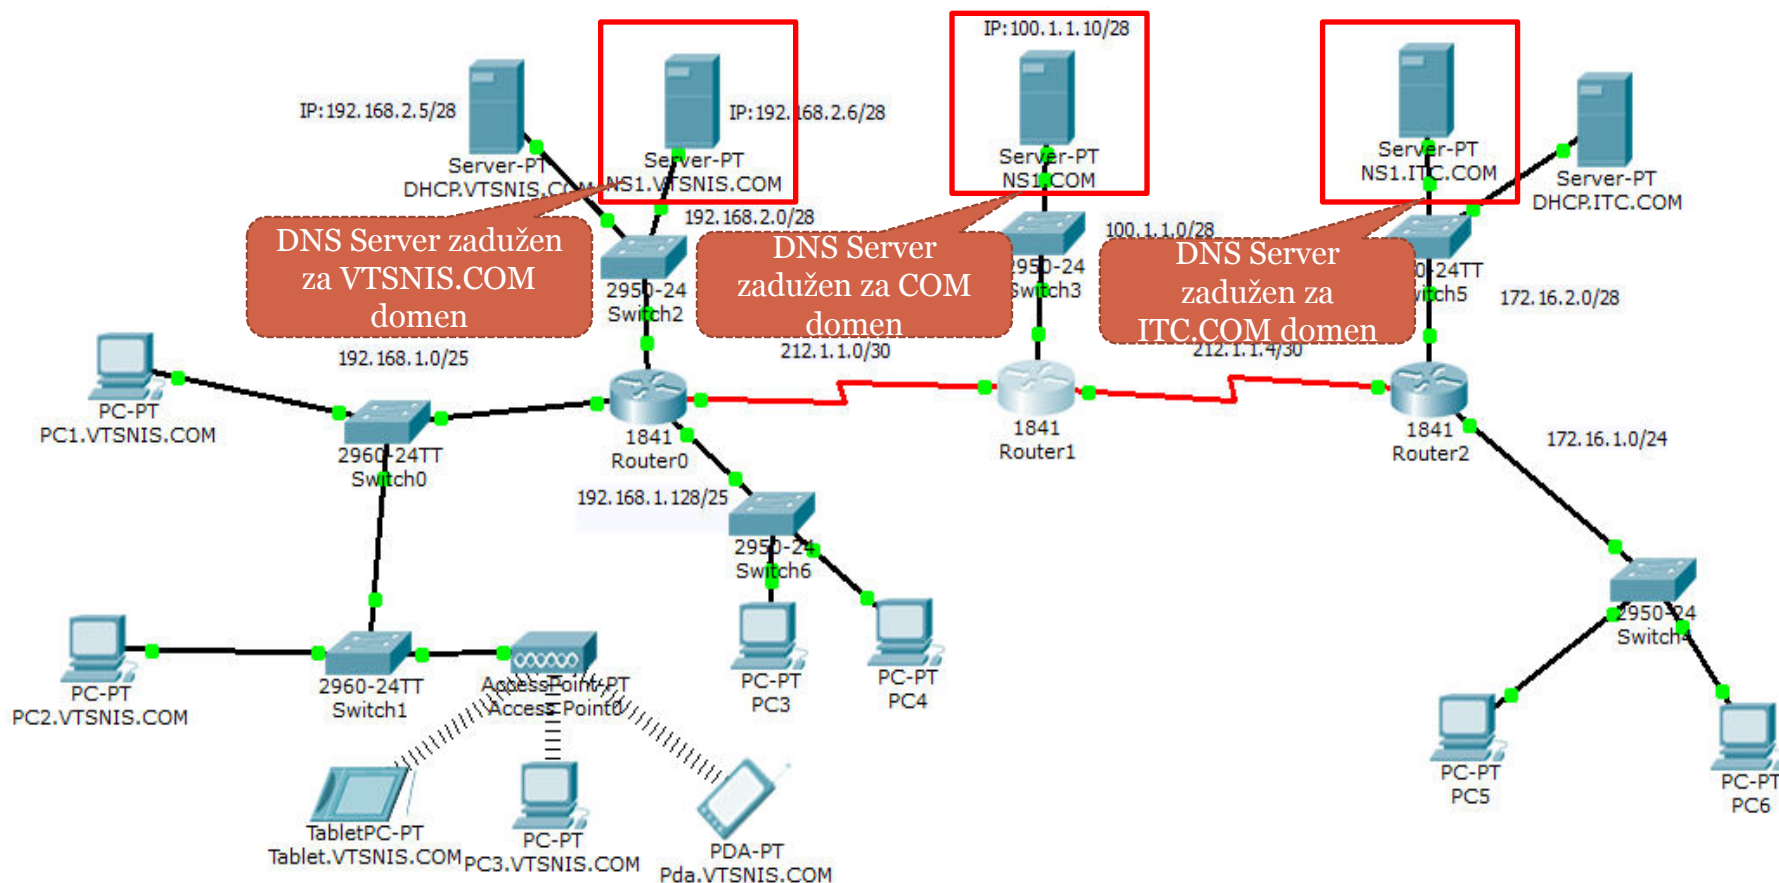 IP:100.1.1.10/28
IP:192.168.2.5/28
IP:192.168.2.6/28
Server-PT
DHCP.VTSNIS.COM
Server-PT
NS1.VTSNIS.COM
Server-PT
NS1.COM
Server-PT
NS1.ITC.COM
Server-PT
DHCP.ITC.COM
192.168.2.0/28
100.1.1.0/28
DNS Server zadužen
za VTSNIS.COM
domen
DNS Server
zadužen za COM
domen
DNS Server
zadužen za
ITC.COM domen
2950-24
Switch2
2950-24
Switch3
0-24TT
witch5
172.16.2.0/28
192.168.1.0/25
212.1.1.0/30
212.1.1.4/30
PC-PT
PC1.VTSNIS.COM
2960-24TT
Switch0
1841
Router0
1841
Router1
1841
Router2
172.16.1.0/24
192.168.1.128/25
2950-24
Switch6
2950-24
Switch4
PC-PT
PC2.VTSNIS.COM
2960-24TT
Switch1
AccessPoint-PT
Access Point0
PC-PT
PC3
PC-PT
PC4
PC-PT
PC5
PC-PT
PC6
TabletPC-PT
Tablet.VTSNIS.COM
PC-PT
PC3.VTSNIS.COM
PDA-PT
Pda.VTSNIS.COM